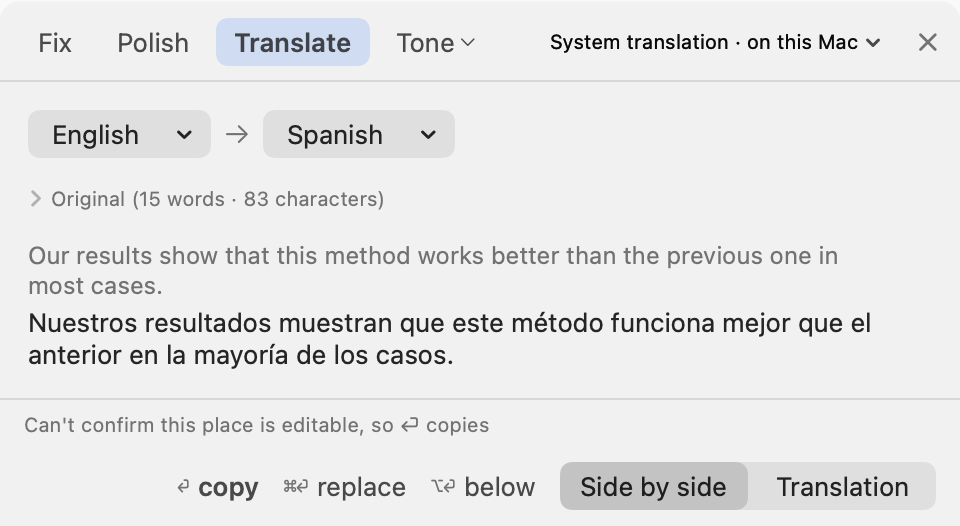 Fix Polish Translate Tone System translation · on this Mac
English → Spanish
Original (15 words · 83 characters)
Our results show that this method works better than the previous one in
most cases.
Nuestros resultados muestran que este método funciona mejor que el
anterior en la mayoría de los casos.
Can't confirm this place is editable, so ⏎ copies
⏎ copy ⌘⏎ replace ⌥⏎ below Side by side Translation